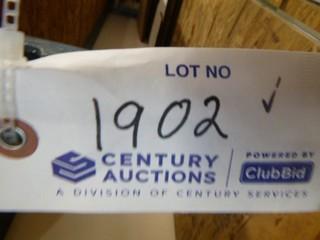 LOT NO
1902
CENTURY AUCTIONS
POWERED BY
ClubBid
A DIVISION OF CENTURY SERVICES